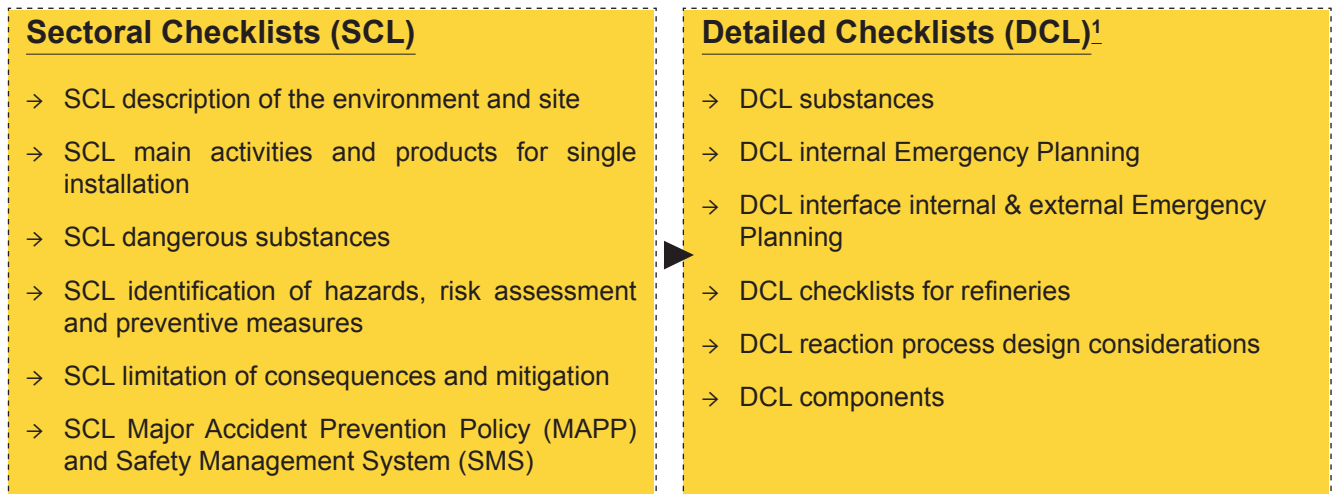 Sectoral Checklists (SCL)
→ SCL description of the environment and site
→ SCL main activities and products for single
installation
→ SCL dangerous substances
→ SCL identification of hazards, risk assessment
and preventive measures
→ SCL limitation of consequences and mitigation
→ SCL Major Accident Prevention Policy (MAPP)
and Safety Management System (SMS)
Detailed Checklists (DCL)1
→ DCL substances
→ DCL internal Emergency Planning
→ DCL interface internal & external Emergency
Planning
→ DCL checklists for refineries
→ DCL reaction process design considerations
→ DCL components